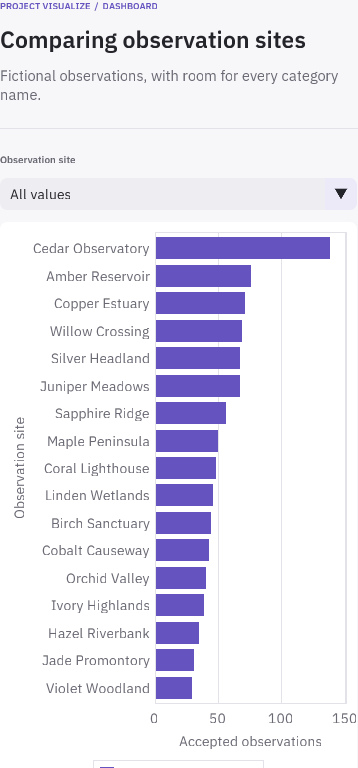 PROJECT VISUALIZE / DASHBOARD
Comparing observation sites
Fictional observations, with room for every category
name.
Observation site
All values
Cedar Observatory
Amber Reservoir
Copper Estuary
Willow Crossing
Silver Headland
Juniper Meadows
Sapphire Ridge
Maple Peninsula
Coral Lighthouse
Linden Wetlands
Birch Sanctuary
Cobalt Causeway
Orchid Valley
Ivory Highlands
Hazel Riverbank
Jade Promontory
Violet Woodland
Observation site
0 50 100 150
Accepted observations